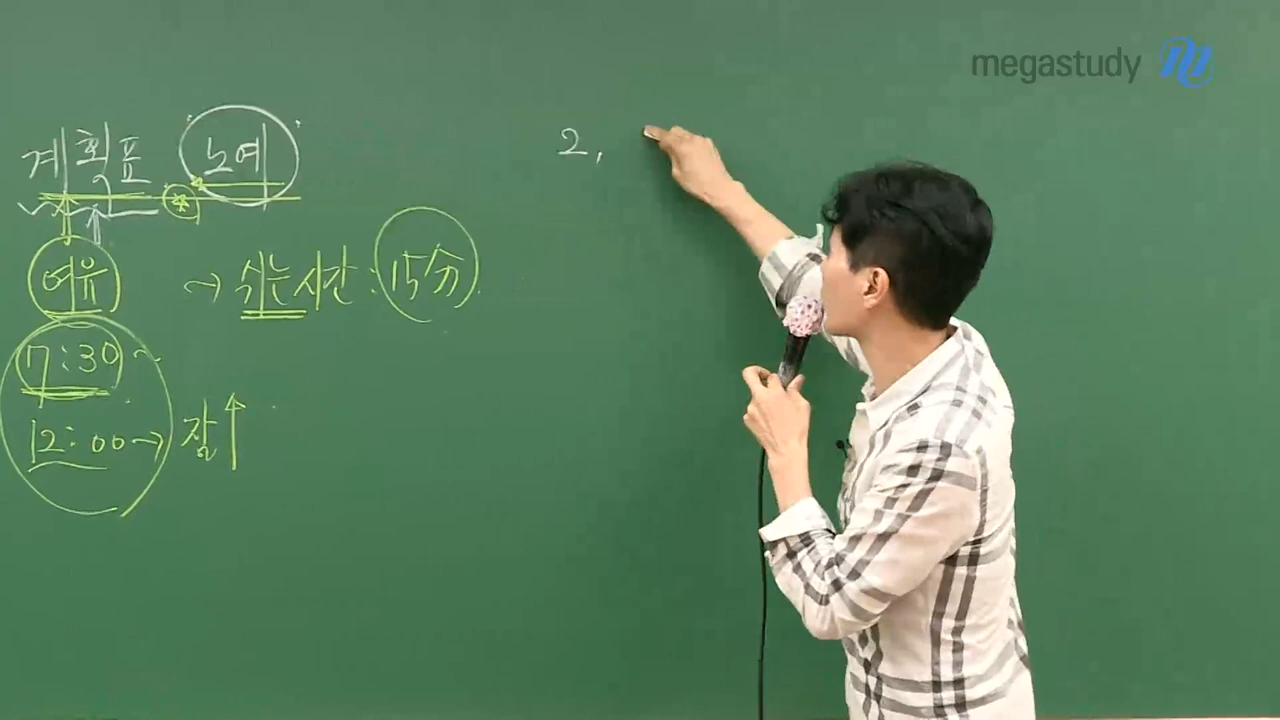 megastudy
계획표 노예
여유 → 쉬는시간 : 15分
7:30 ~
12:00 → 잠↑
2.